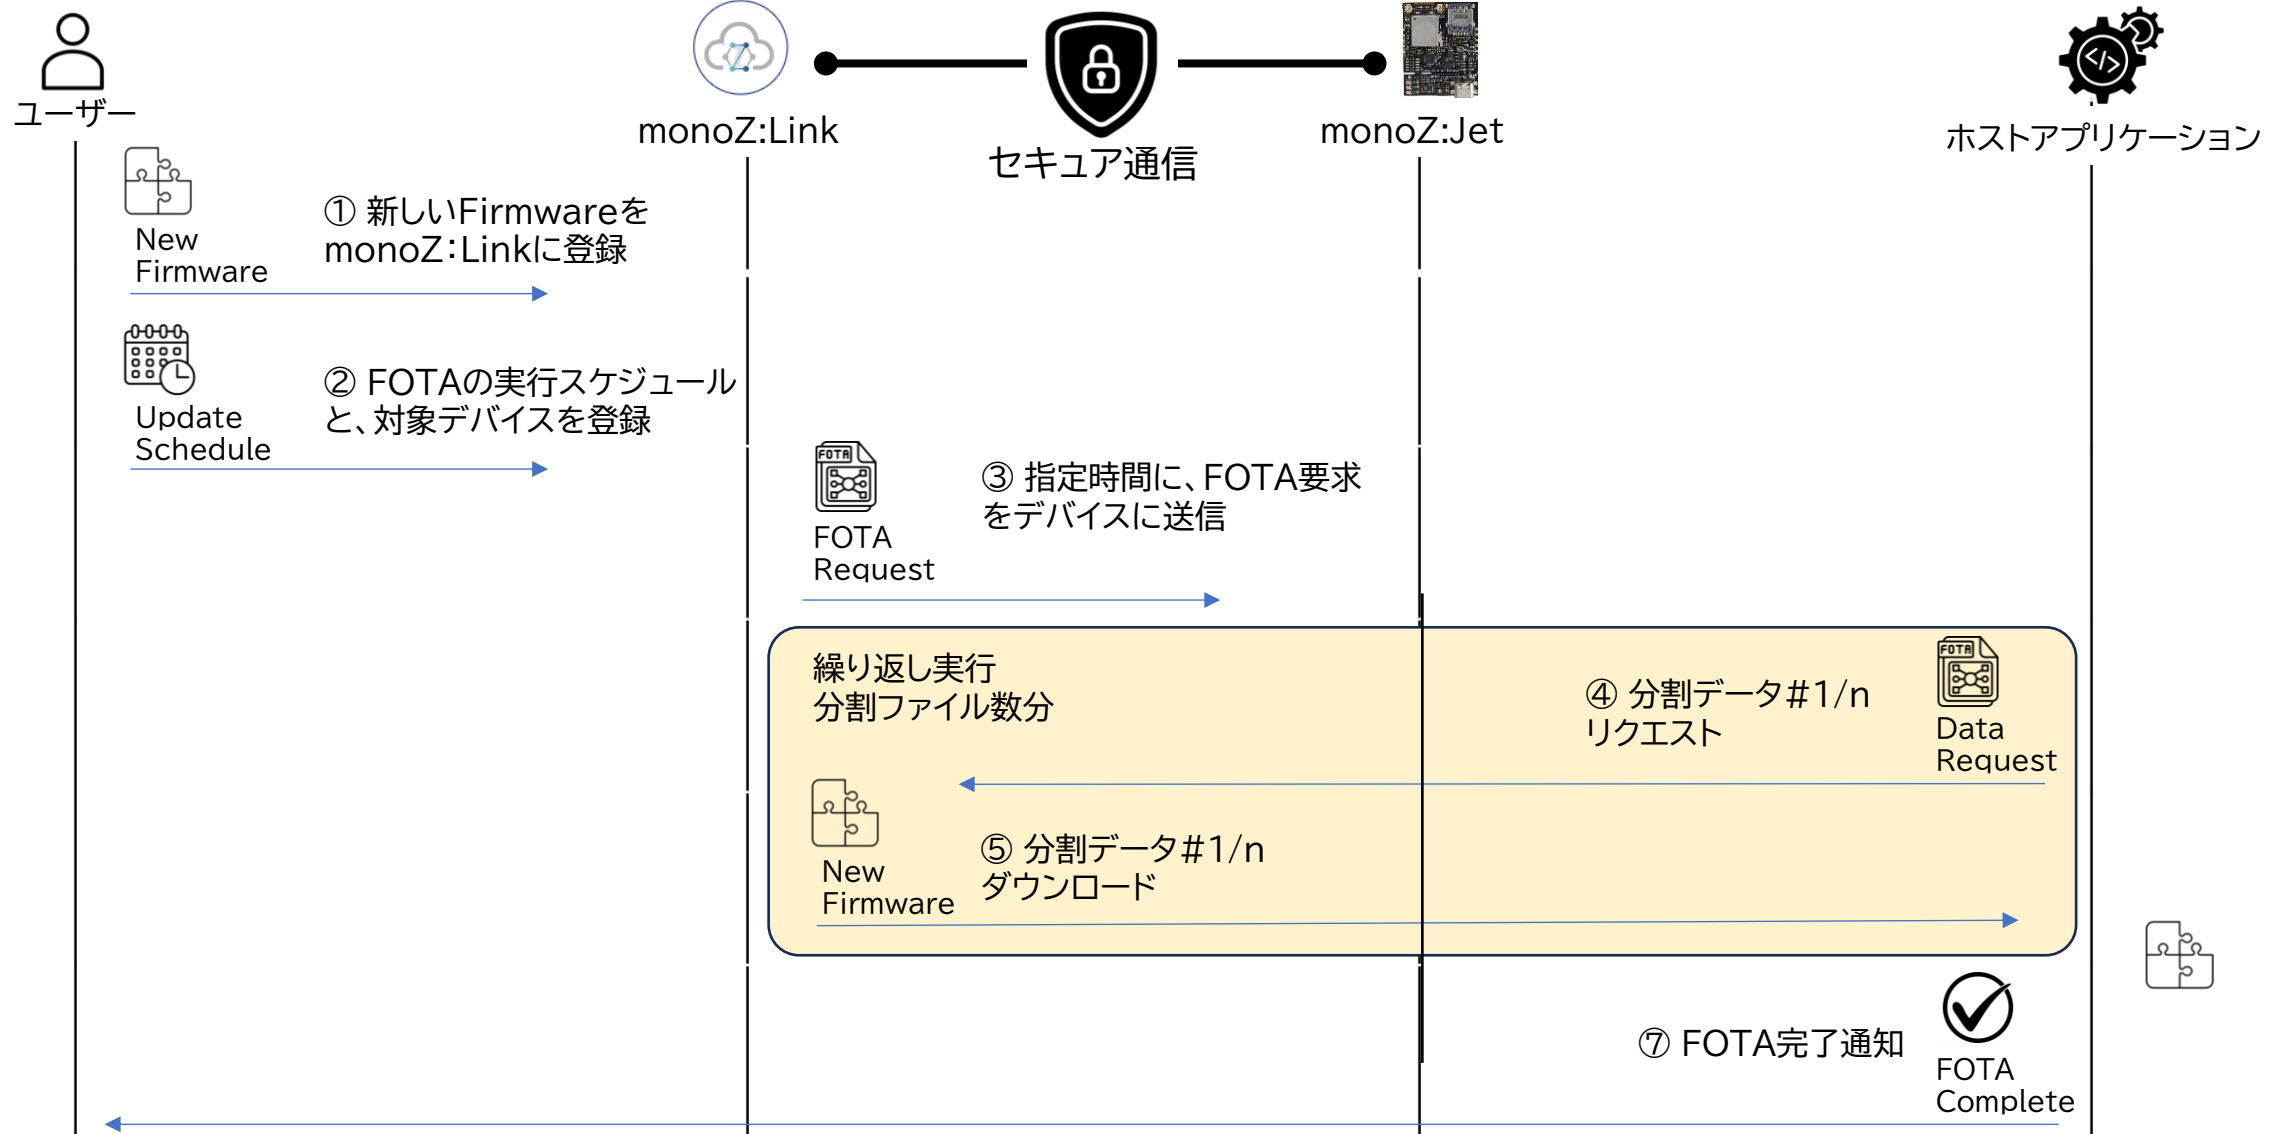 ユーザー
monoZ:Link
セキュア通信
monoZ:Jet
ホストアプリケーション
</>
New
Firmware
① 新しいFirmwareを
monoZ：Linkに登録
Update
Schedule
② FOTAの実行スケジュール
と、対象デバイスを登録
FOTA
FOTA
Request
③ 指定時間に、FOTA要求
をデバイスに送信
繰り返し実行
分割ファイル数分
④ 分割データ#1/n
リクエスト
FOTA
Data
Request
New
Firmware
⑤ 分割データ#1/n
ダウンロード
⑦ FOTA完了通知
FOTA
Complete